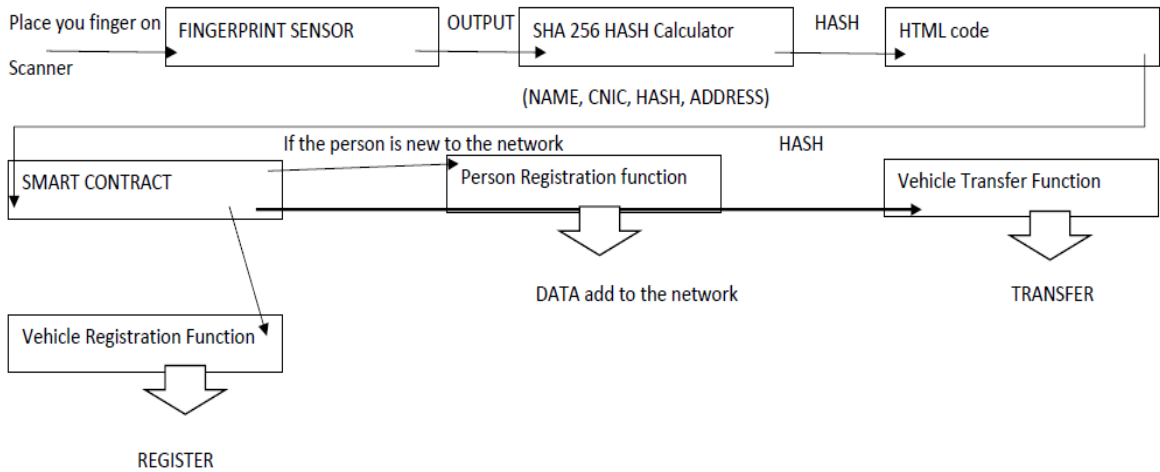 Place you finger on
Scanner
FINGERPRINT SENSOR
OUTPUT
SHA 256 HASH Calculator
HASH
HTML code
(NAME, CNIC, HASH, ADDRESS)
If the person is new to the network
HASH
SMART CONTRACT
Person Registration function
Vehicle Transfer Function
DATA add to the network
TRANSFER
Vehicle Registration Function
REGISTER